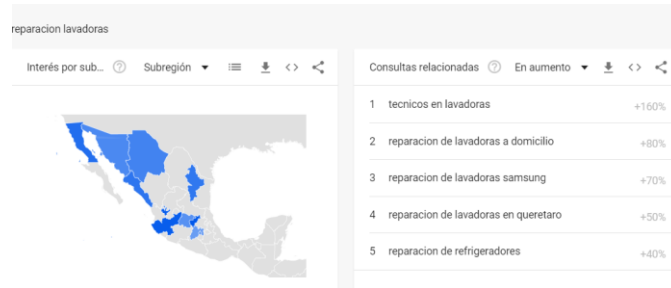 reparacion lavadoras
Interés por sub... Subregión
Consultas relacionadas En aumento
1 tecnicos en lavadoras +160%
2 reparacion de lavadoras a domicilio +80%
3 reparacion de lavadoras samsung +70%
4 reparacion de lavadoras en queretaro +50%
5 reparacion de refrigeradores +40%